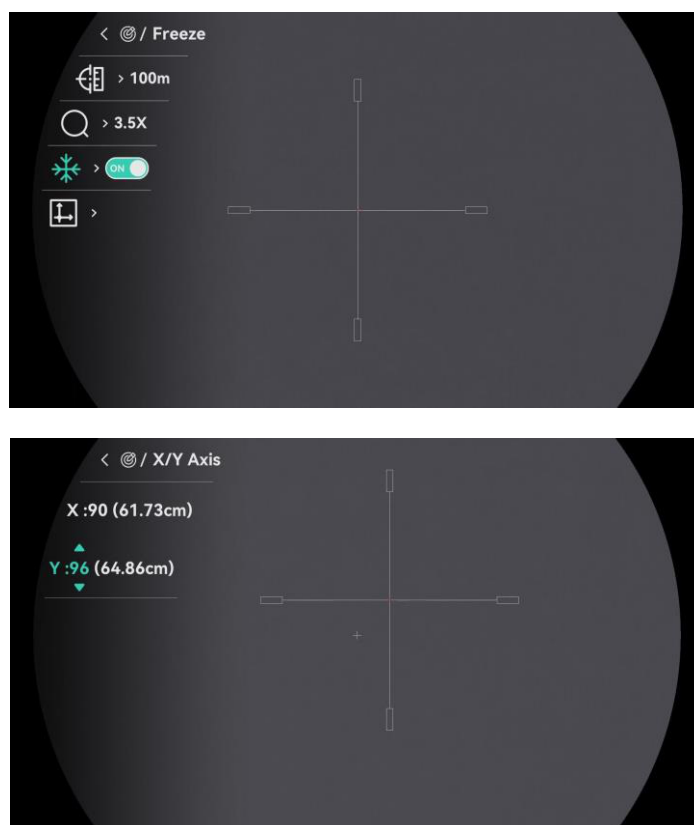 < / Freeze
> 100m
> 3.5X
> ON
>
< / X/Y Axis
X :90 (61.73cm)
Y :96 (64.86cm)